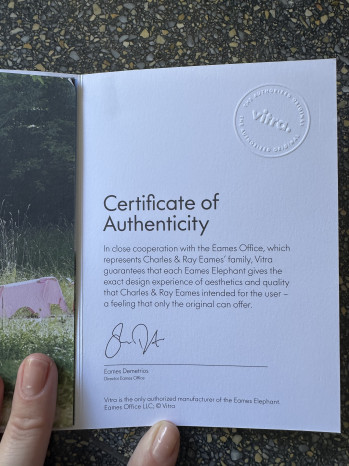 vitra.
Certificate of
Authenticity
In close cooperation with the Eames Office, which
represents Charles & Ray Eames' family, Vitra
guarantees that each Eames Elephant gives the
exact design experience of aesthetics and quality
that Charles & Ray Eames intended for the user –
a feeling that only the original can offer.
Eames Demetrios
Director Eames Office
Vitra is the only authorized manufacturer of the Eames Elephant.
Eames Office LLC; © Vitra